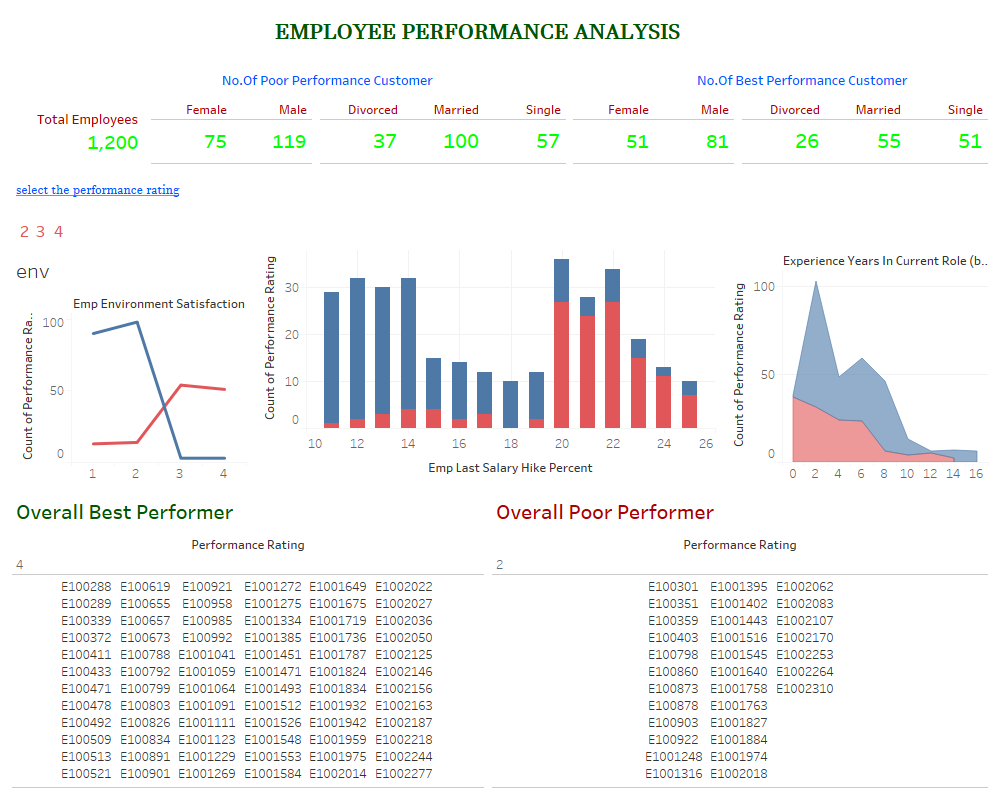 EMPLOYEE PERFORMANCE ANALYSIS
No.Of Poor Performance Customer
No.Of Best Performance Customer
Total Employees
1,200
Female Male Divorced Married Single Female Male Divorced Married Single
75 119 37 100 57 51 81 26 55 51
select the performance rating
2 3 4
env
Emp Environment Satisfaction
Count of Performance Ra..
100
50
0
1 2 3 4
Count of Performance Rating
30
20
10
0
10 12 14 16 18 20 22 24 26
Emp Last Salary Hike Percent
Experience Years In Current Role (b..
Count of Performance Rating
100
50
0
0 2 4 6 8 10 12 14 16
Overall Best Performer
Performance Rating
4
E100288 E100619 E100921 E1001272 E1001649 E1002022
E100289 E100655 E100958 E1001275 E1001675 E1002027
E100339 E100657 E100985 E1001334 E1001719 E1002036
E100372 E100673 E100992 E1001385 E1001736 E1002050
E100411 E100788 E1001041 E1001451 E1001787 E1002125
E100433 E100792 E1001059 E1001471 E1001824 E1002146
E100471 E100799 E1001064 E1001493 E1001834 E1002156
E100478 E100803 E1001091 E1001512 E1001932 E1002163
E100492 E100826 E1001111 E1001526 E1001942 E1002187
E100509 E100834 E1001123 E1001548 E1001959 E1002218
E100513 E100891 E1001229 E1001553 E1001975 E1002244
E100521 E100901 E1001269 E1001584 E1002014 E1002277
Overall Poor Performer
Performance Rating
2
E100301 E1001395 E1002062
E100351 E1001402 E1002083
E100359 E1001443 E1002107
E100403 E1001516 E1002170
E100798 E1001545 E1002253
E100860 E1001640 E1002264
E100873 E1001758 E1002310
E100878 E1001763
E100903 E1001827
E100922 E1001884
E1001248 E1001974
E1001316 E1002018